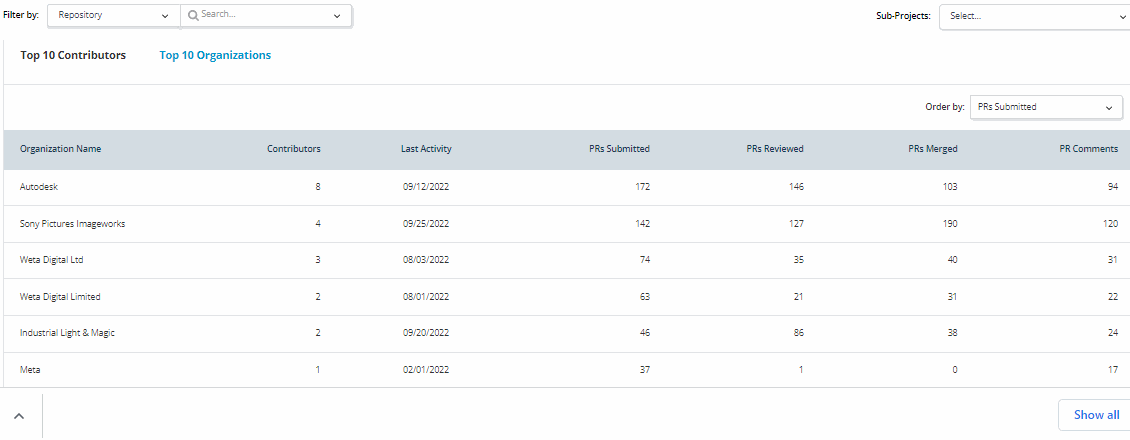 Filter by: Repository Search... Sub-Projects: Select...
Top 10 Contributors Top 10 Organizations
Order by: PRs Submitted
Organization Name Contributors Last Activity PRs Submitted PRs Reviewed PRs Merged PR Comments
Autodesk 8 09/12/2022 172 146 103 94
Sony Pictures Imageworks 4 09/25/2022 142 127 190 120
Weta Digital Ltd 3 08/03/2022 74 35 40 31
Weta Digital Limited 2 08/01/2022 63 21 31 22
Industrial Light & Magic 2 09/20/2022 46 86 38 24
Meta 1 02/01/2022 37 1 0 17
Show all